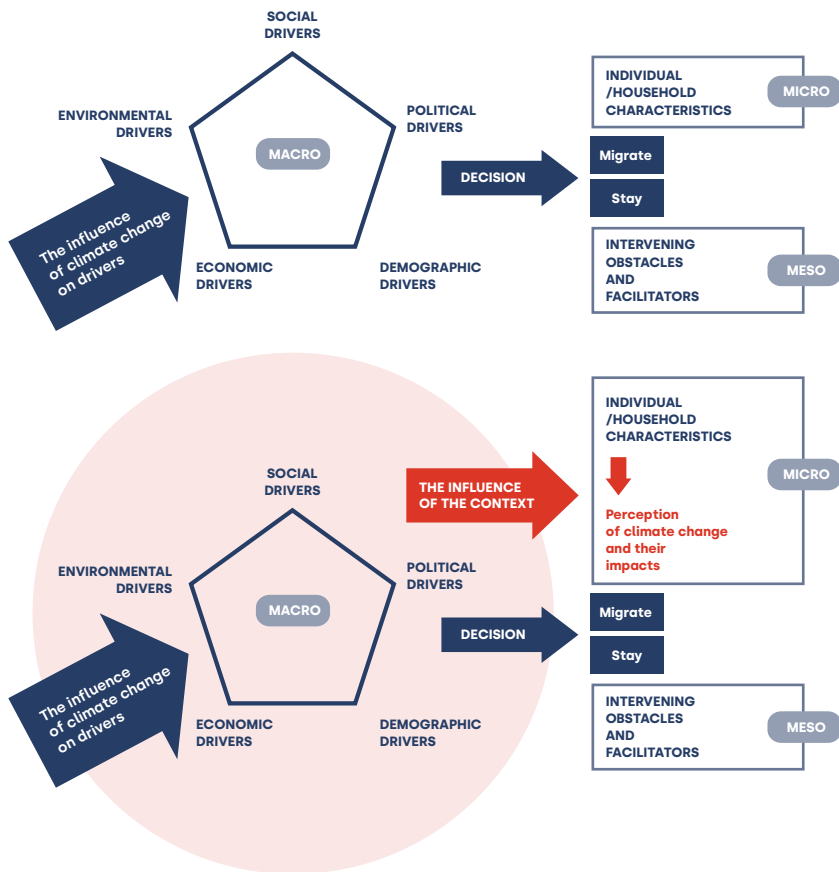 SOCIAL
DRIVERS
ENVIRONMENTAL
DRIVERS
POLITICAL
DRIVERS
MACRO
The influence
of climate change
on drivers
ECONOMIC
DRIVERS
DEMOGRAPHIC
DRIVERS
DECISION
INDIVIDUAL
/HOUSEHOLD
CHARACTERISTICS
MICRO
Migrate
Stay
INTERVENING
OBSTACLES
AND
FACILITATORS
MESO
SOCIAL
DRIVERS
ENVIRONMENTAL
DRIVERS
POLITICAL
DRIVERS
MACRO
The influence
of climate change
on drivers
ECONOMIC
DRIVERS
DEMOGRAPHIC
DRIVERS
THE INFLUENCE
OF THE CONTEXT
DECISION
INDIVIDUAL
/HOUSEHOLD
CHARACTERISTICS
MICRO
Perception
of climate change
and their
impacts
Migrate
Stay
INTERVENING
OBSTACLES
AND
FACILITATORS
MESO